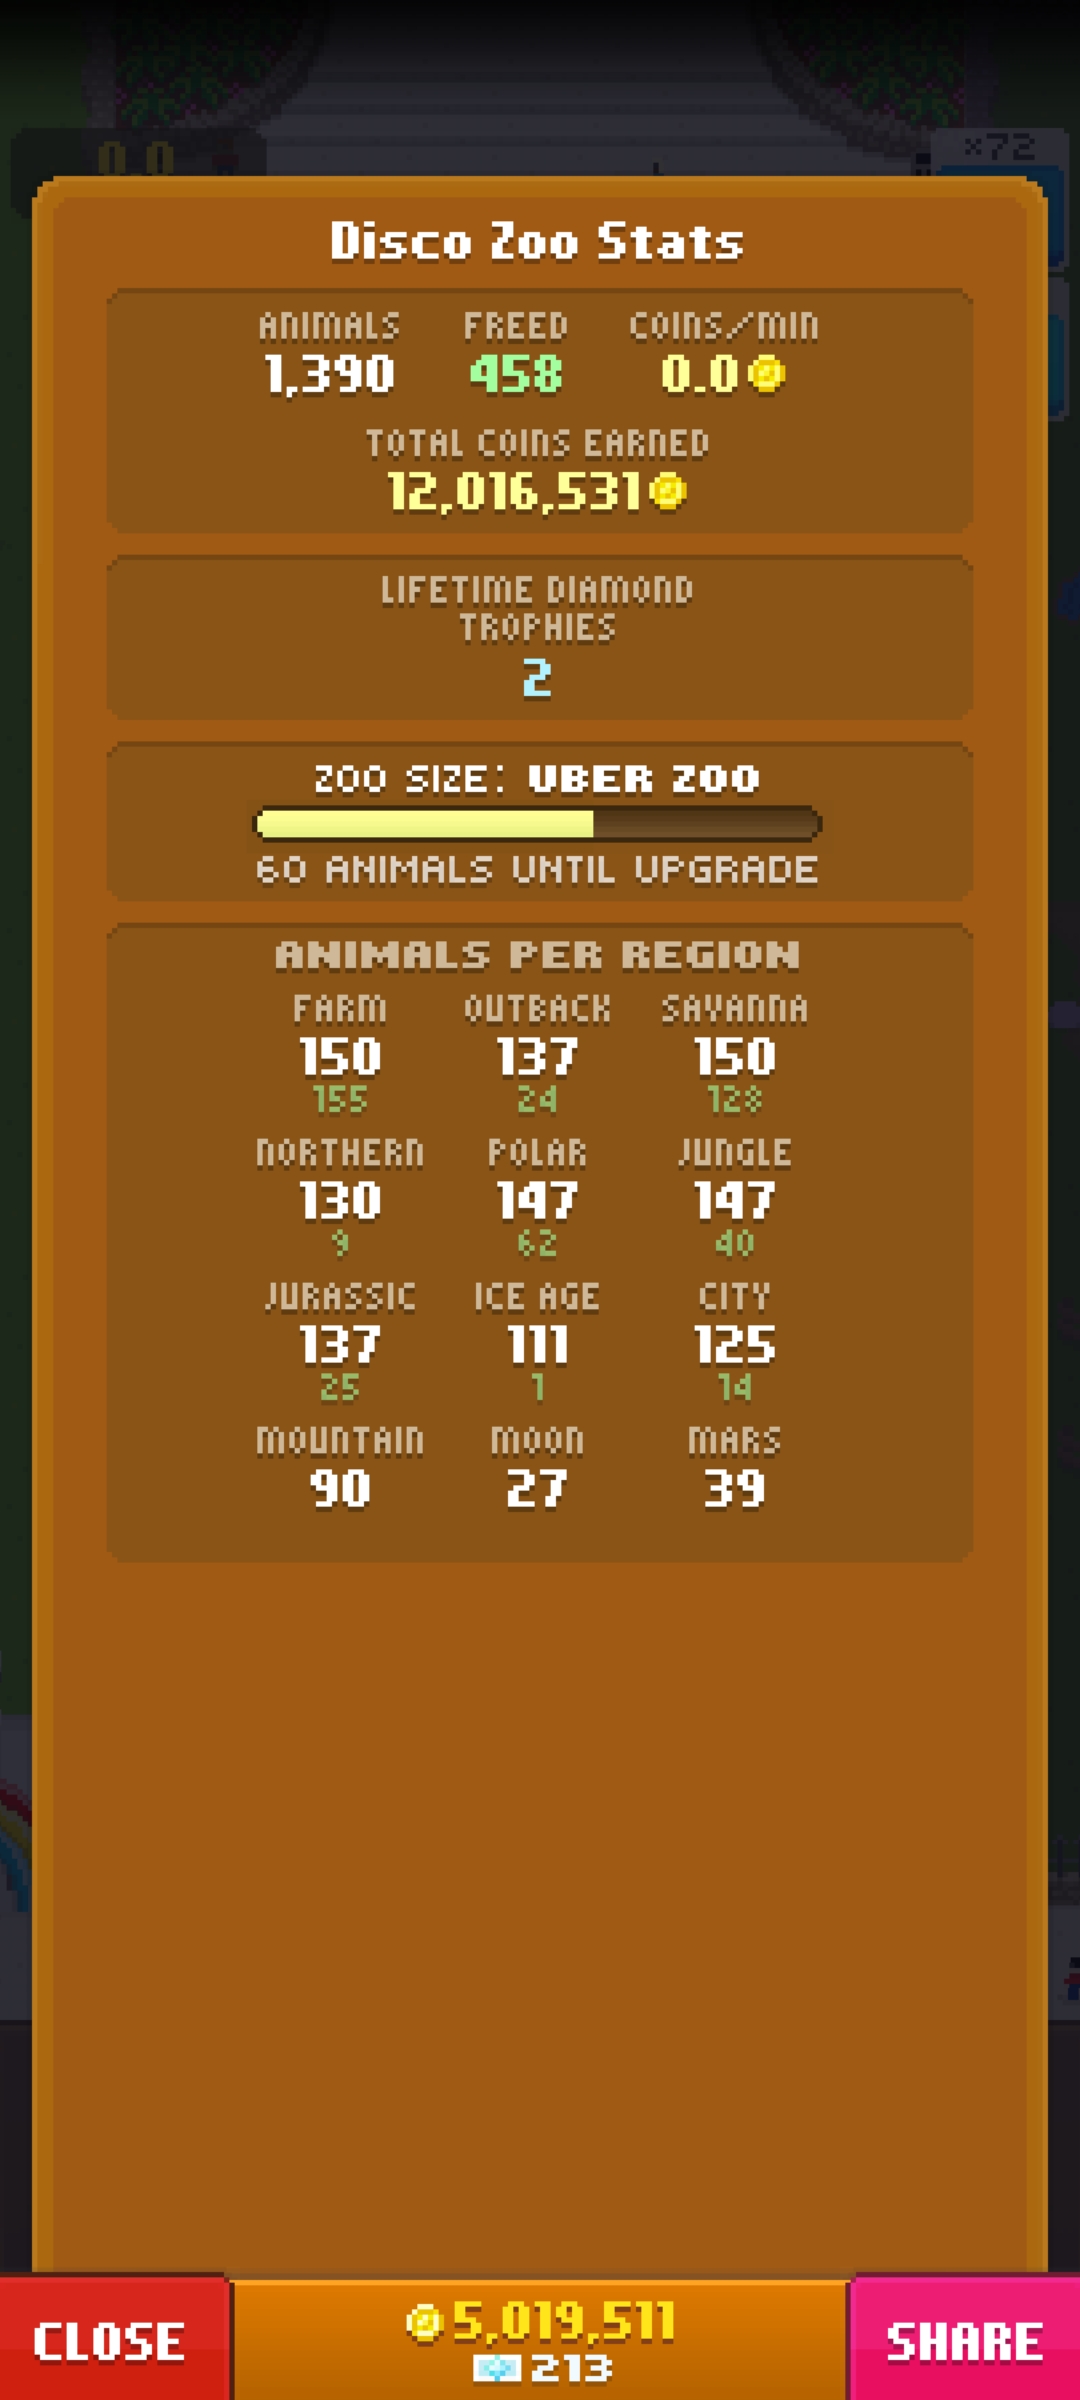 0.0
×72
Disco Zoo Stats
ANIMALS FREED COINS/MIN
1,390 458 0.0
TOTAL COINS EARNED
12,016,531
LIFETIME DIAMOND
TROPHIES
2
ZOO SIZE: UBER ZOO
60 ANIMALS UNTIL UPGRADE
ANIMALS PER REGION
FARM OUTBACK SAVANNA
150 137 150
155 24 128
NORTHERN POLAR JUNGLE
130 147 147
9 62 40
JURASSIC ICE AGE CITY
137 111 125
25 1 14
MOUNTAIN MOON MARS
90 27 39
CLOSE 5,019,511 SHARE
213